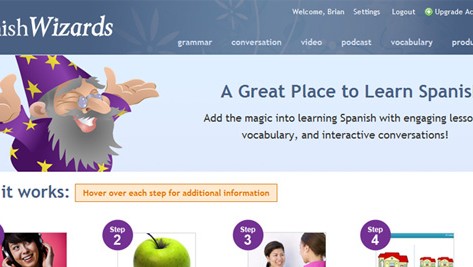 nishWizards
Welcome, Brian Settings Logout Upgrade Ac
grammar conversation video podcast vocabulary produ
A Great Place to Learn Spanis
Add the magic into learning Spanish with engaging lesso
vocabulary, and interactive conversations!
it works:
Hover over each step for additional information
Step
2
Step
3
Step
4